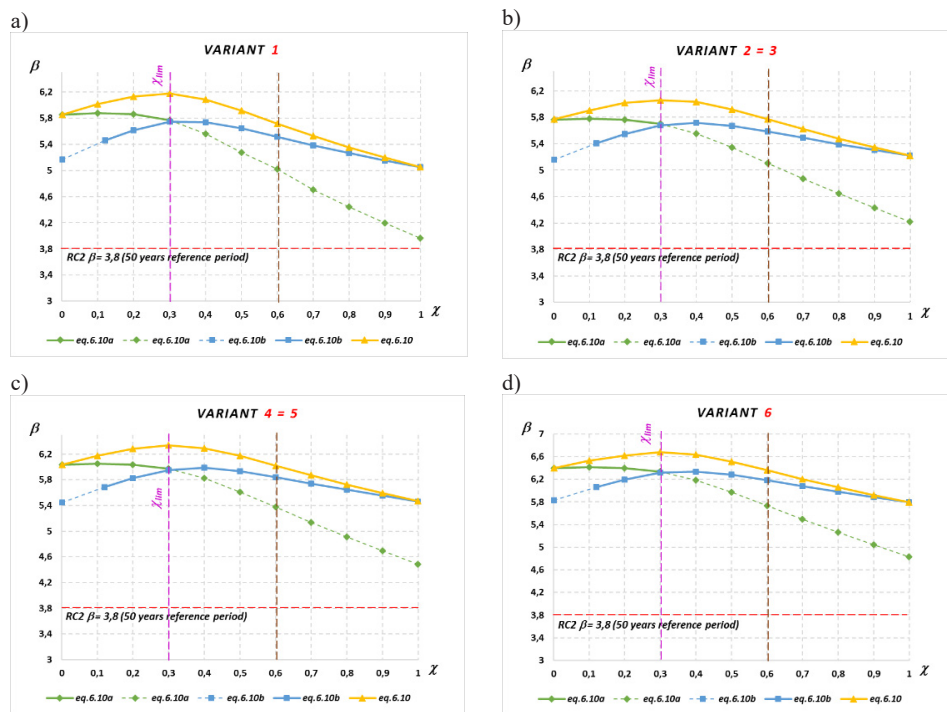 a)
VARIANT 1
β
χlim
6,2
5,8
5,4
5
4,6
4,2
3,8
RC2 β= 3,8 (50 years reference period)
3,4
3
0 0,1 0,2 0,3 0,4 0,5 0,6 0,7 0,8 0,9 1 χ
eq.6.10a eq.6.10a eq.6.10b eq.6.10b eq.6.10
b)
VARIANT 2 = 3
β
χlim
6,2
5,8
5,4
5
4,6
4,2
3,8
RC2 β= 3,8 (50 years reference period)
3,4
3
0 0,1 0,2 0,3 0,4 0,5 0,6 0,7 0,8 0,9 1 χ
eq.6.10a eq.6.10a eq.6.10b eq.6.10b eq.6.10
c)
VARIANT 4 = 5
β
6,2
5,8
χlim
5,4
5
4,6
4,2
3,8
RC2 β= 3,8 (50 years reference period)
3,4
3
0 0,1 0,2 0,3 0,4 0,5 0,6 0,7 0,8 0,9 1 χ
eq.6.10a eq.6.10a eq.6.10b eq.6.10b eq.6.10
d)
VARIANT 6
β
χlim
7
6,6
6,2
5,8
5,4
5
4,6
4,2
3,8
RC2 β= 3,8 (50 years reference period)
3,4
3
0 0,1 0,2 0,3 0,4 0,5 0,6 0,7 0,8 0,9 1 χ
eq.6.10a eq.6.10a eq.6.10b eq.6.10b eq.6.10